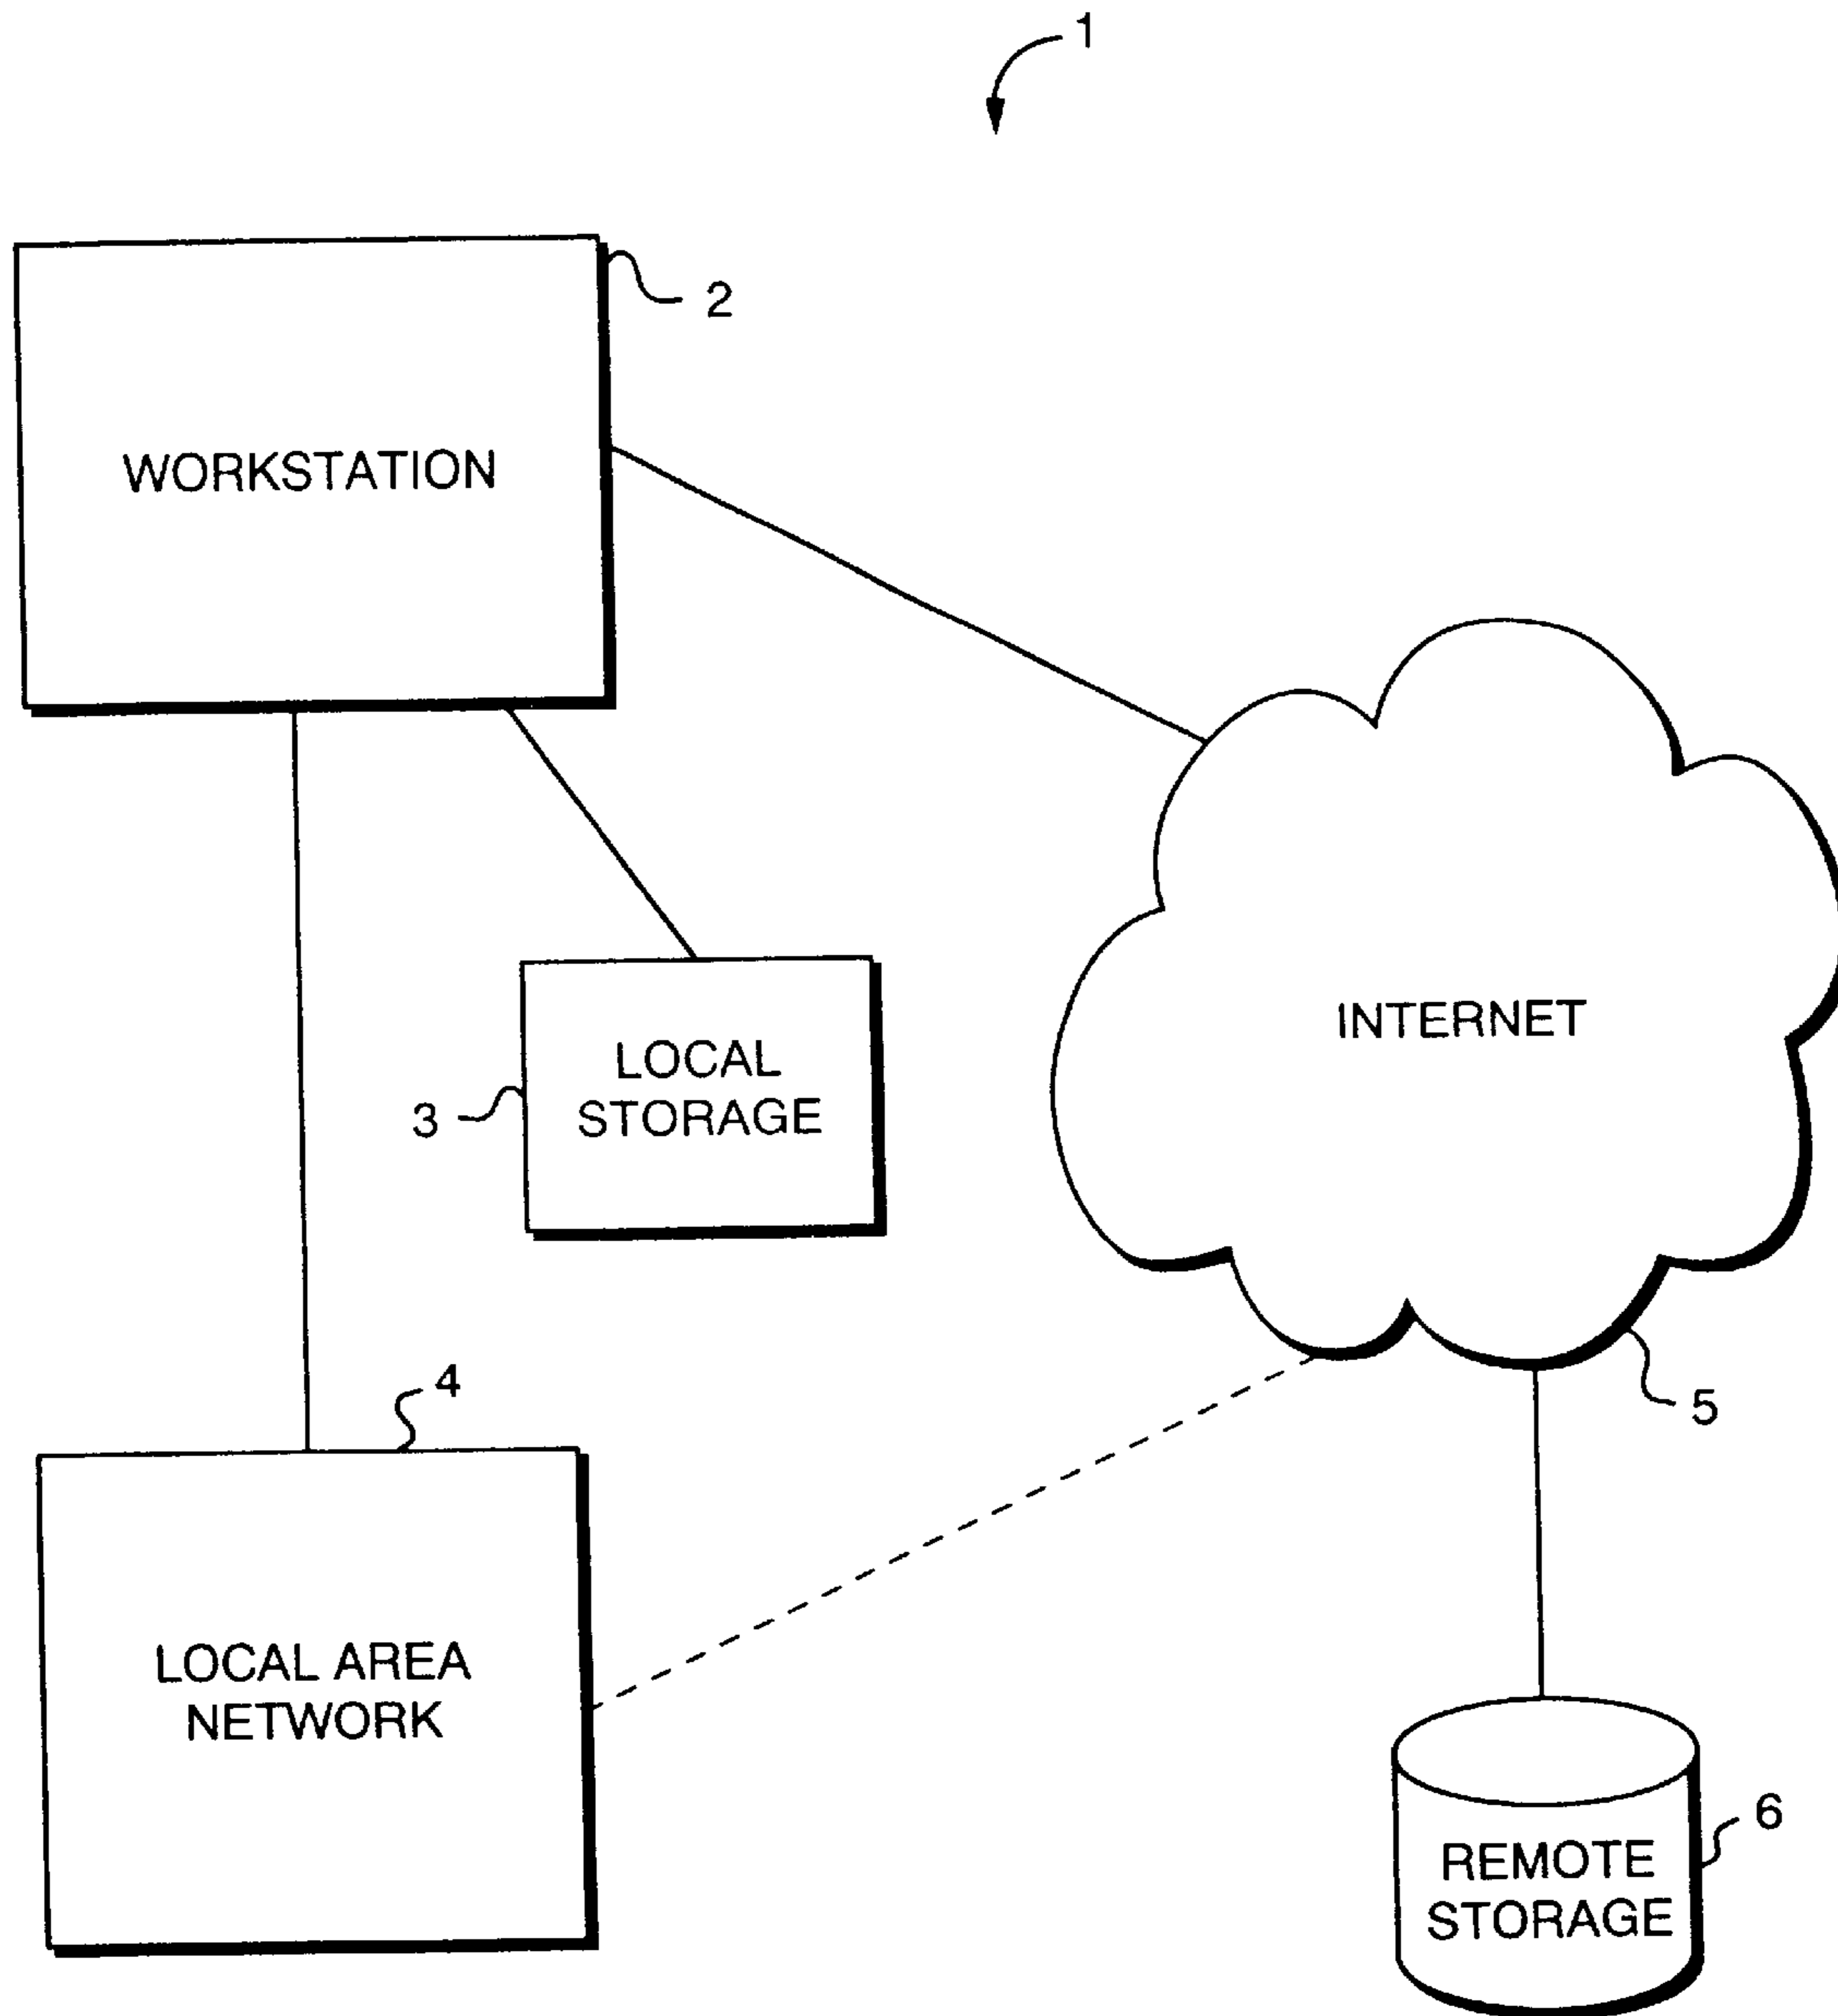 1
2
WORKSTATION
INTERNET
LOCAL
STORAGE
3
4
5
LOCAL AREA
NETWORK
6
REMOTE
STORAGE